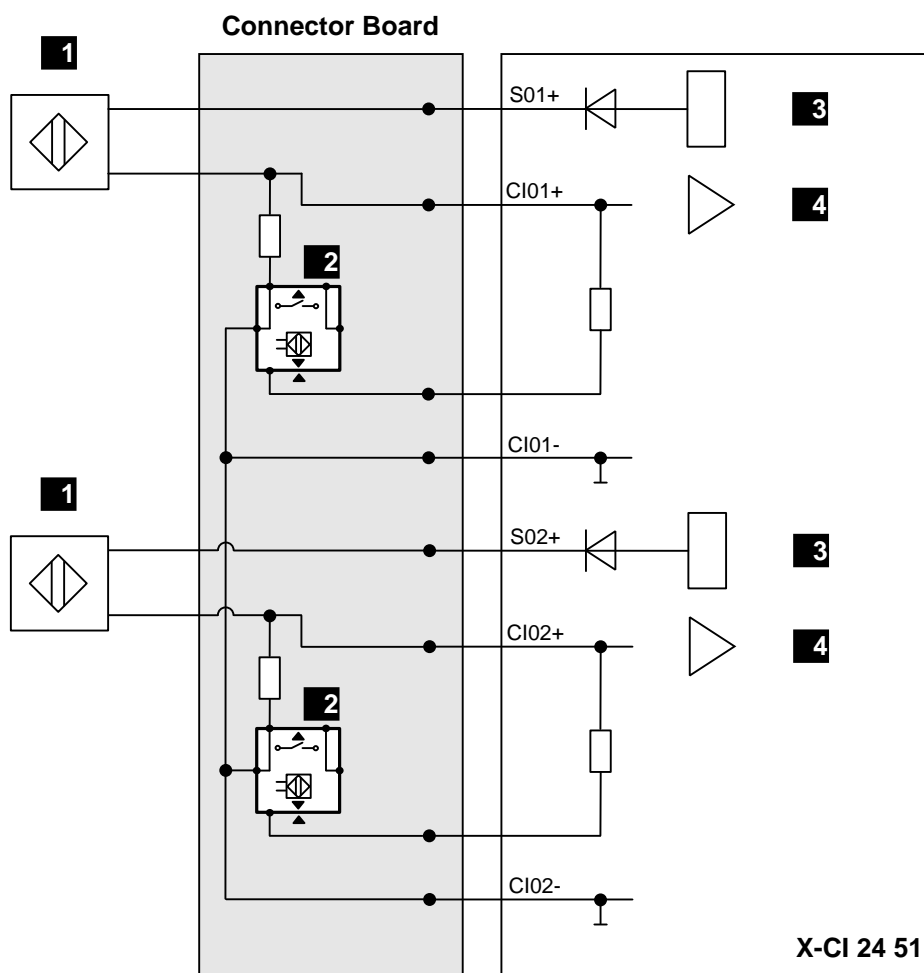 Connector Board
1
S01+
3
CI01+
4
2
CI01-
1
S02+
3
CI02+
4
2
CI02-
X-CI 24 51